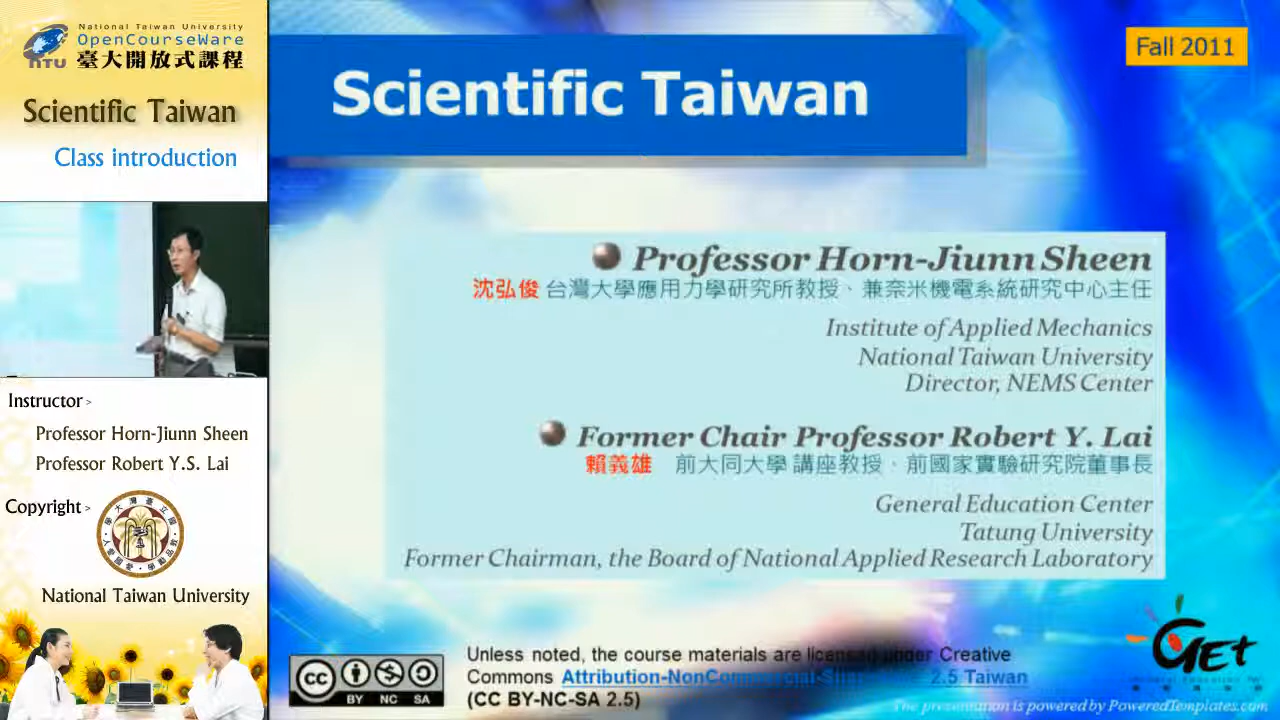 National Taiwan University
OpenCourseWare
NTU 臺大開放式課程
Scientific Taiwan
Class introduction
Instructor >
Professor Horn-Jiunn Sheen
Professor Robert Y.S. Lai
Copyright >
National Taiwan University
Fall 2011
Scientific Taiwan
Professor Horn-Jiunn Sheen
沈弘俊 台灣大學應用力學研究所教授、兼奈米機電系統研究中心主任
Institute of Applied Mechanics
National Taiwan University
Director, NEMS Center
Former Chair Professor Robert Y. Lai
賴義雄 前大同大學 講座教授、前國家實驗研究院董事長
General Education Center
Tatung University
Former Chairman, the Board of National Applied Research Laboratory
cc BY NC SA
Unless noted, the course materials are licensed under Creative
Commons Attribution-NonCommercial-Share 2.5 Taiwan
(CC BY-NC-SA 2.5)
GET
The presentation is powered by PoweredTemplates.com